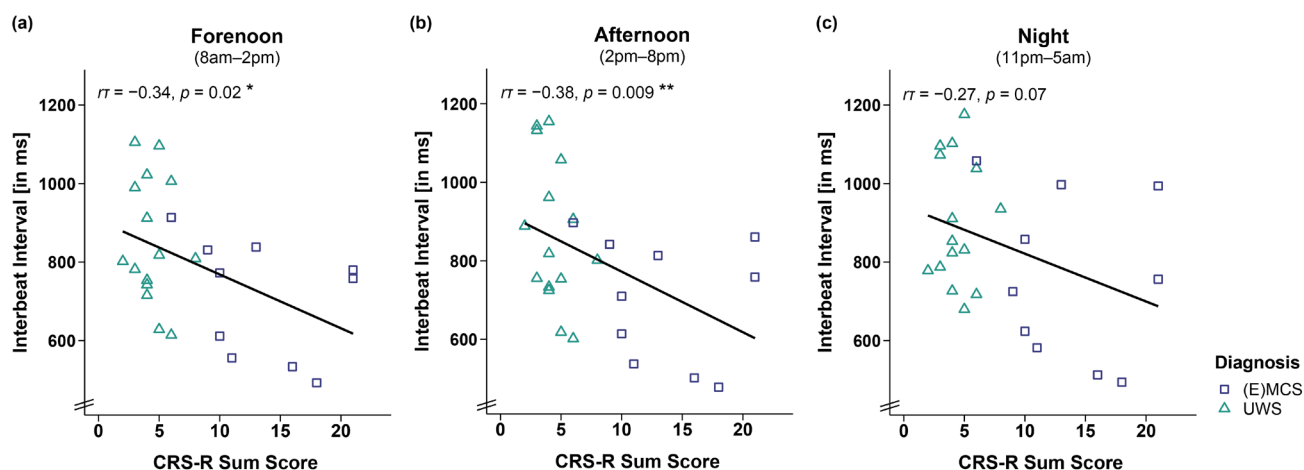 (a)
Forenoon
(8am–2pm)
rτ = −0.34, p = 0.02 *
1200
1000
800
600
Interbeat Interval [in ms]
0 5 10 15 20
CRS-R Sum Score
(b)
Afternoon
(2pm–8pm)
rτ = −0.38, p = 0.009 **
1200
1000
800
600
Interbeat Interval [in ms]
0 5 10 15 20
CRS-R Sum Score
(c)
Night
(11pm–5am)
rτ = −0.27, p = 0.07
1200
1000
800
600
Interbeat Interval [in ms]
0 5 10 15 20
CRS-R Sum Score
Diagnosis
(E)MCS
UWS